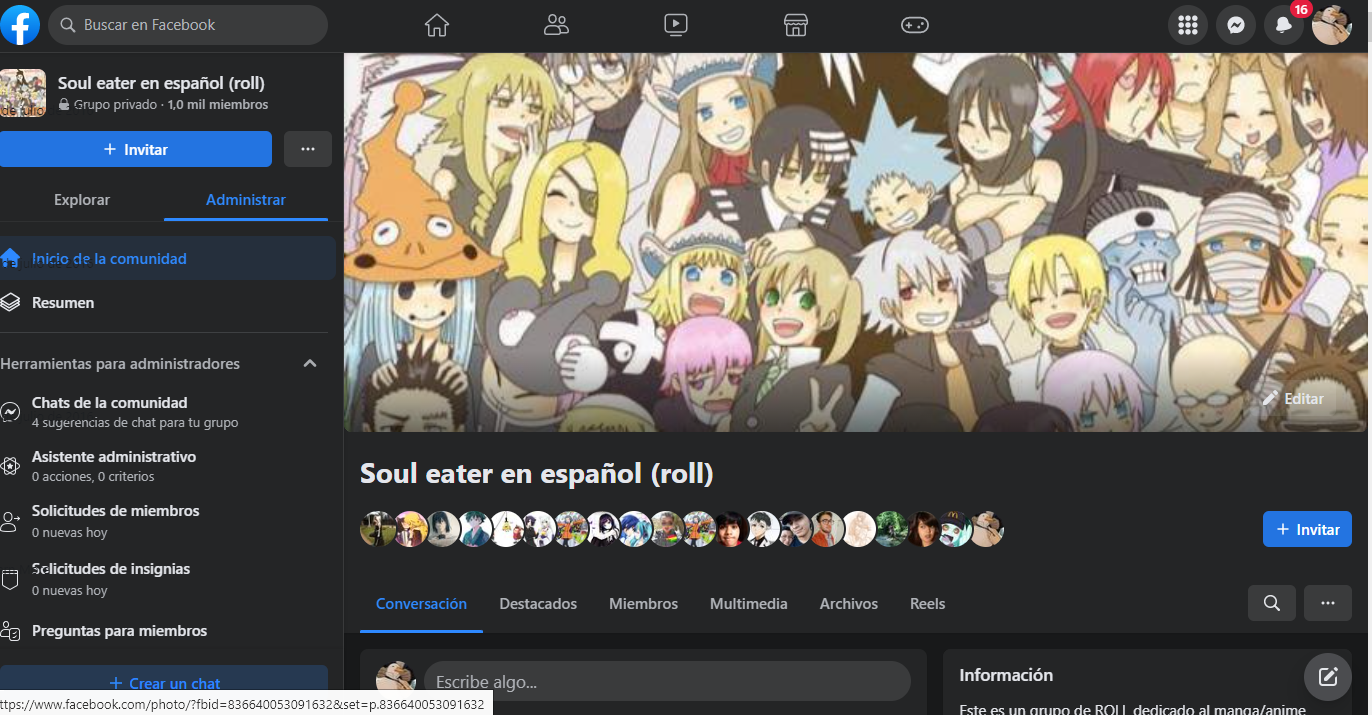 Buscar en Facebook
16
Soul eater en español (roll)
Grupo privado · 1,0 mil miembros
+ Invitar
Explorar
Administrar
Inicio de la comunidad
Resumen
Herramientas para administradores
Chats de la comunidad
4 sugerencias de chat para tu grupo
Asistente administrativo
0 acciones, 0 criterios
Solicitudes de miembros
0 nuevas hoy
Solicitudes de insignias
0 nuevas hoy
Preguntas para miembros
+ Crear un chat
ttps://www.facebook.com/photo/?fbid=836640053091632&set=p.836640053091632
Editar
Soul eater en español (roll)
+ Invitar
Conversación
Destacados
Miembros
Multimedia
Archivos
Reels
Escribe algo...
Información
Este es un grupo de ROLL dedicado al manga/anime